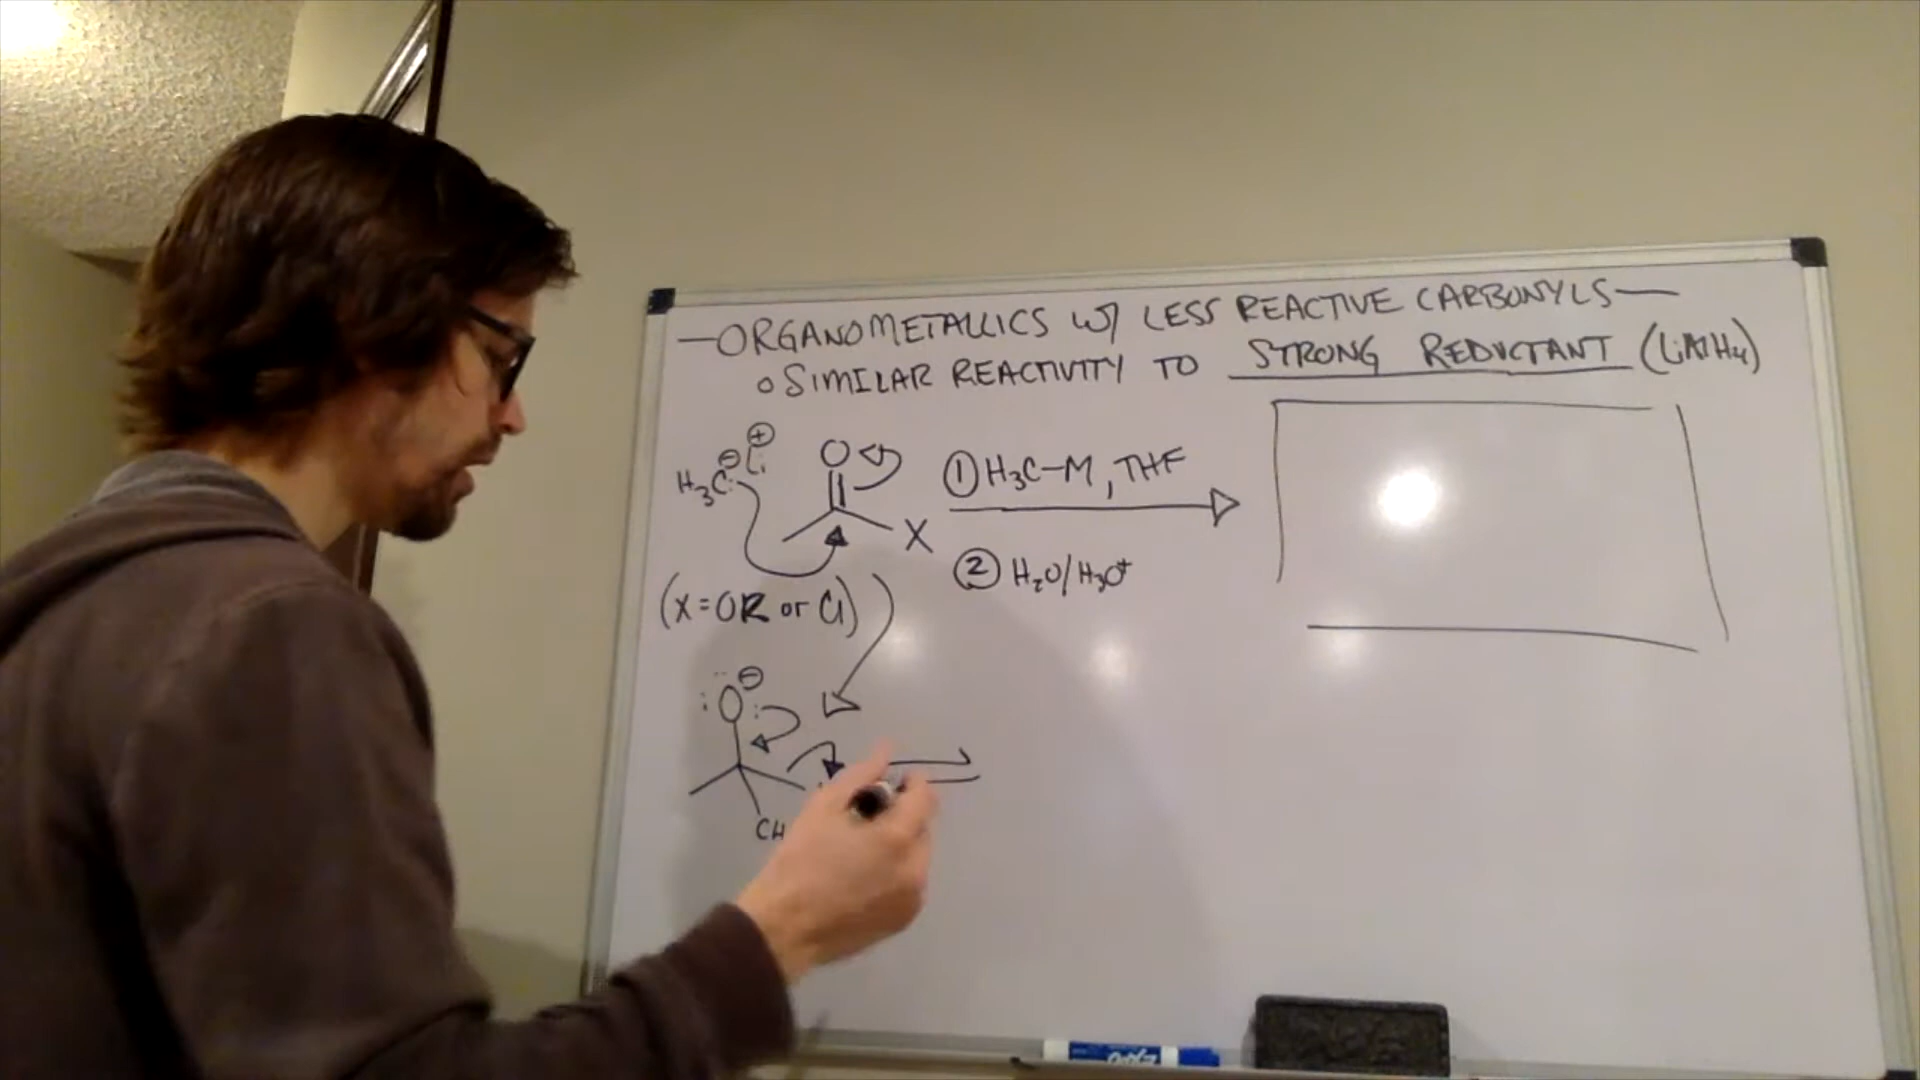 —ORGANOMETALLICS W/ LESS REACTIVE CARBONYLS—
o SIMILAR REACTIVITY TO STRONG REDUCTANT (LiAlH4)
H3C:⊖ Li⊕
O
X
① H3C–M, THF
② H2O/H3O+
(X = OR or Cl)
:O:⊖
CH
EXPO